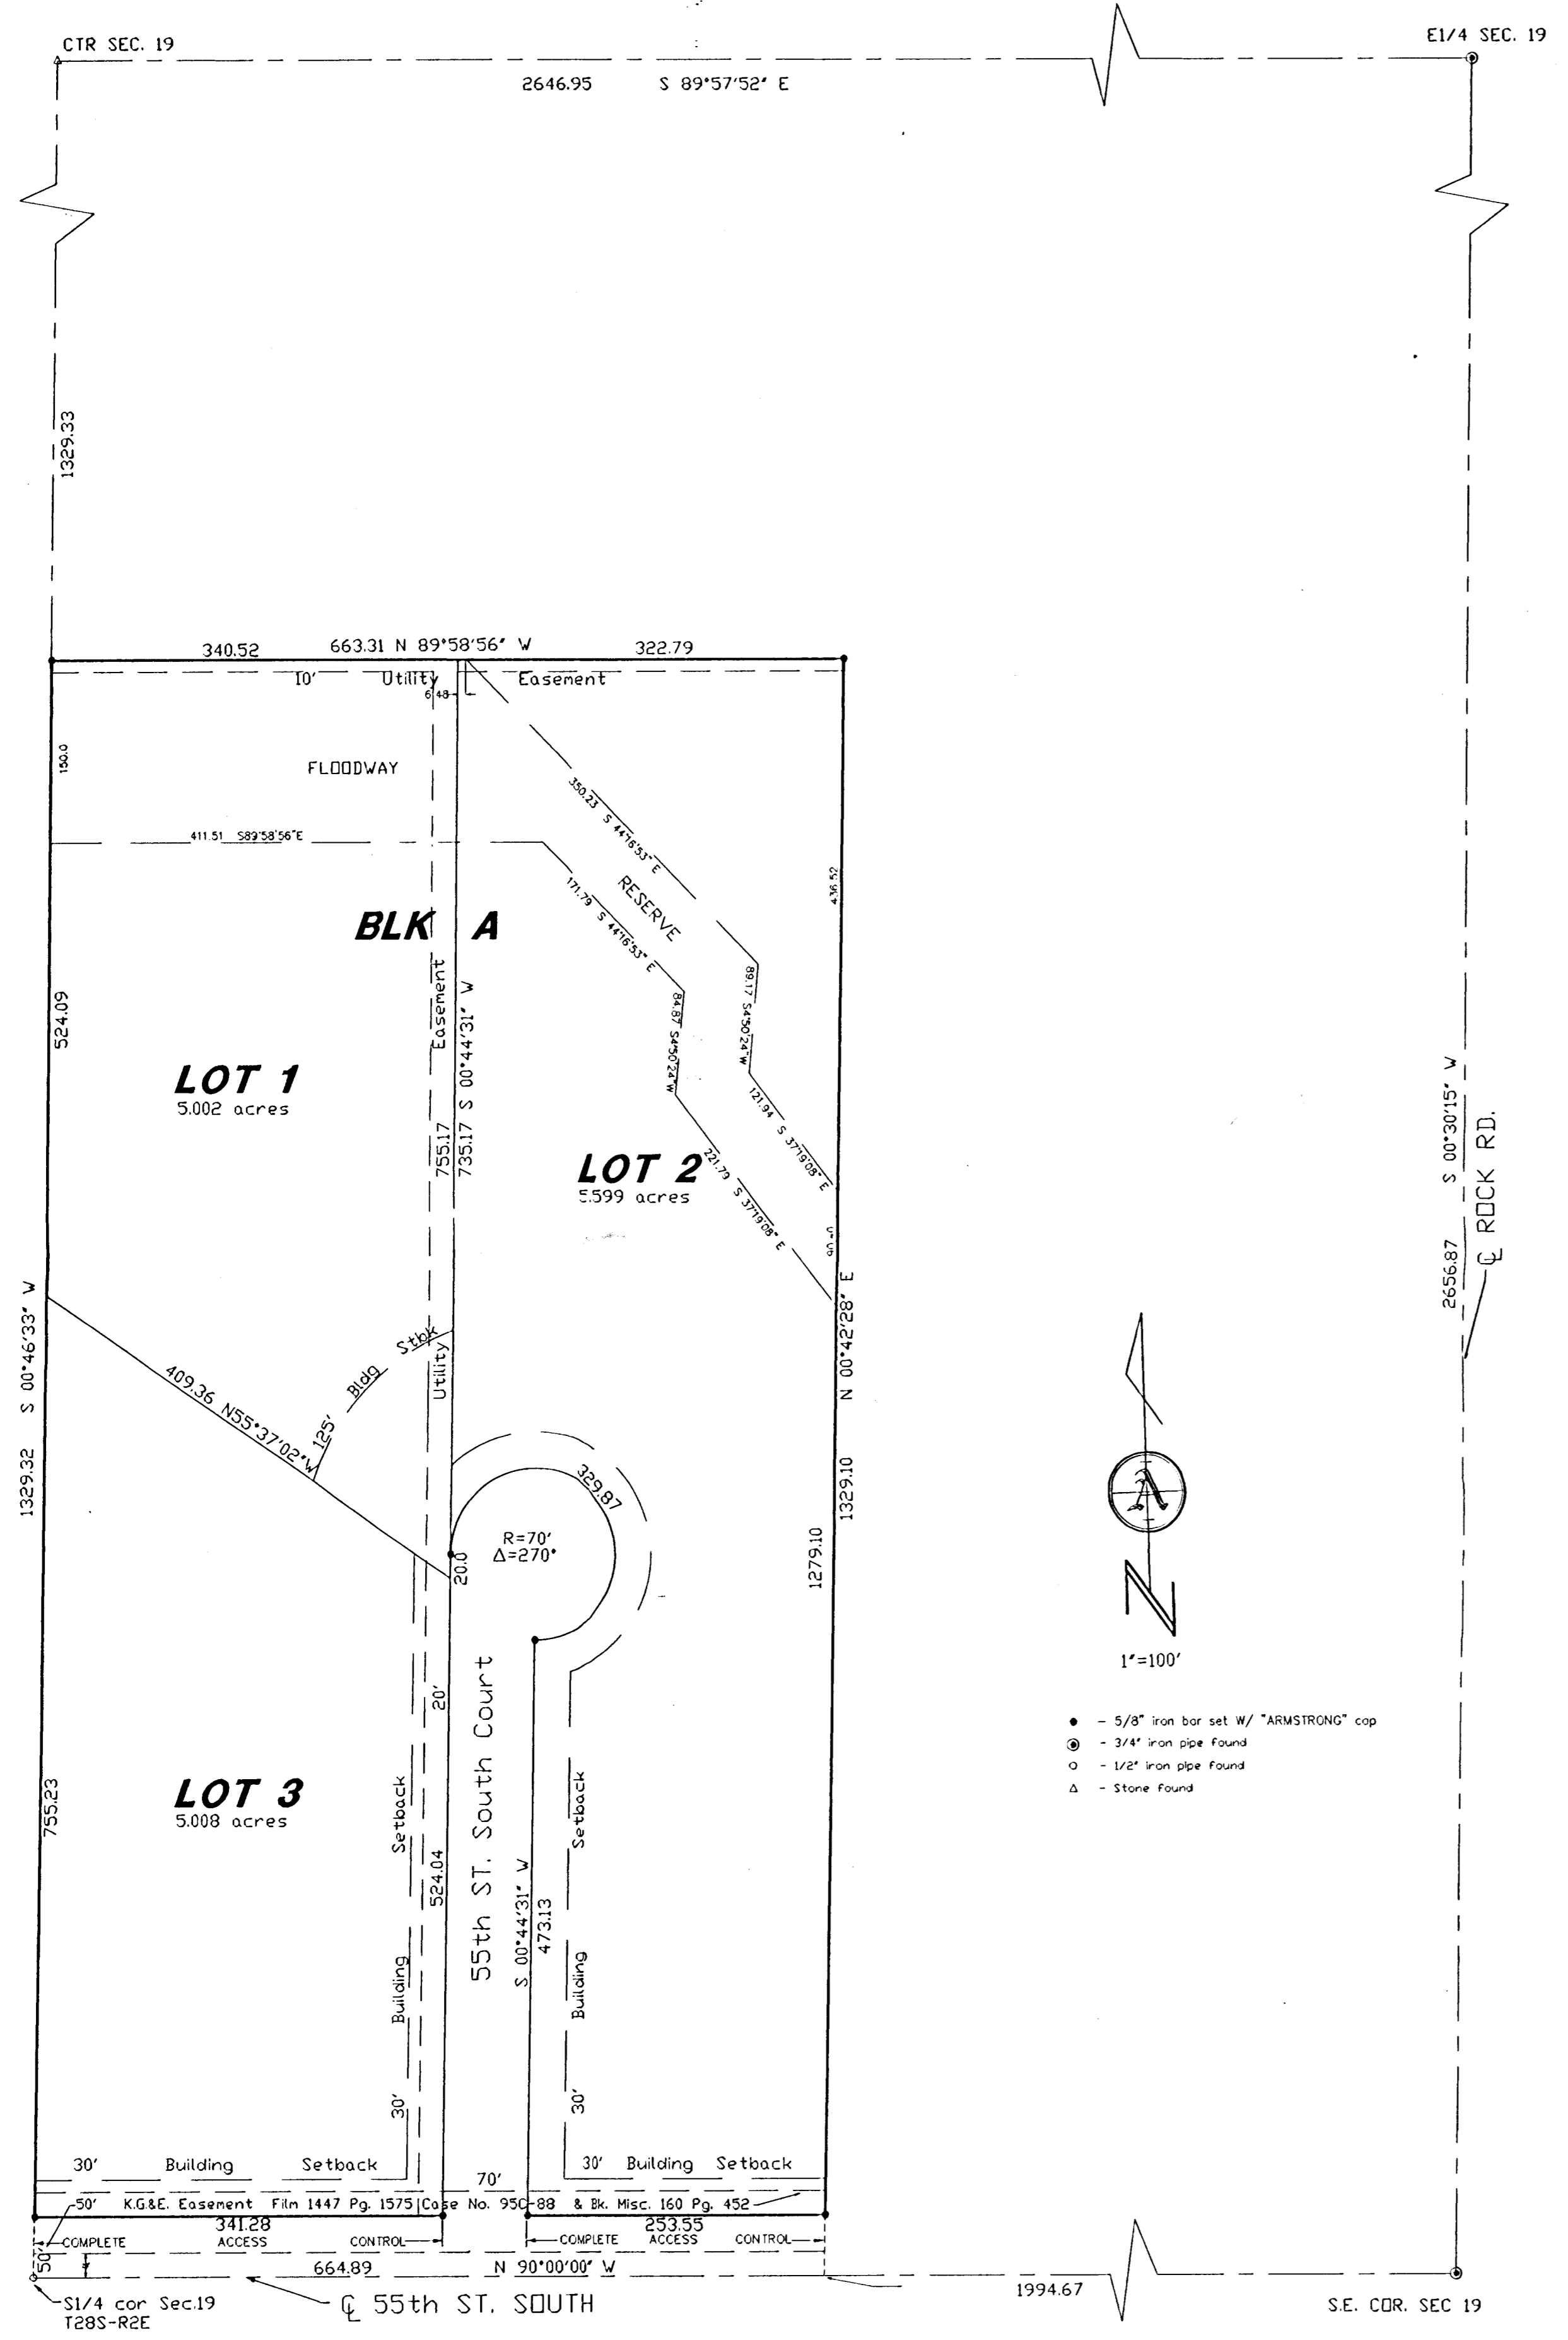 CTR SEC. 19
E1/4 SEC. 19
2646.95 S 89°57'52" E
1329.33
340.52 663.31 N 89°58'56" W 322.79
10' Utility Easement
6.48
150.0
FLOODWAY
350.23 S 44°16'53" E
411.51 S89°58'56"E
436.52
171.79 S 44°16'53" E
RESERVE
BLK A
524.09
Easement
755.17
735.17 S 00°44'31" W
84.87 S4°50'24"W
89.17 S4°50'24"W
LOT 1
5.002 acres
121.94 S 37°19'08" E
LOT 2
5.599 acres
221.79 S 37°19'08" E
2656.87 S 00°30'15" W
℄ ROCK RD.
1329.32 S 00°46'33" W
409.36 N55°37'02"W
125' Bldg Stbk
Utility
1329.10 N 00°42'28" E
329.87
R=70'
Δ=270°
20.0
1279.10
1"=100'
20'
● - 5/8" iron bar set W/ "ARMSTRONG" cap
- 3/4" iron pipe found
○ - 1/2" iron pipe found
△ - Stone found
LOT 3
5.008 acres
755.23
30' Building Setback
524.04
55th ST. South Court
S 00°44'31" W
473.13
30' Building Setback
30' Building Setback
70'
30' Building Setback
50' K.G.&E. Easement Film 1447 Pg. 1575 Case No. 95C-88 & Bk. Misc. 160 Pg. 452
341.28
253.55
COMPLETE ACCESS CONTROL
COMPLETE ACCESS CONTROL
50'
664.89 N 90°00'00" W
1994.67
S1/4 cor Sec.19
T28S-R2E
℄ 55th ST. SOUTH
S.E. COR. SEC 19